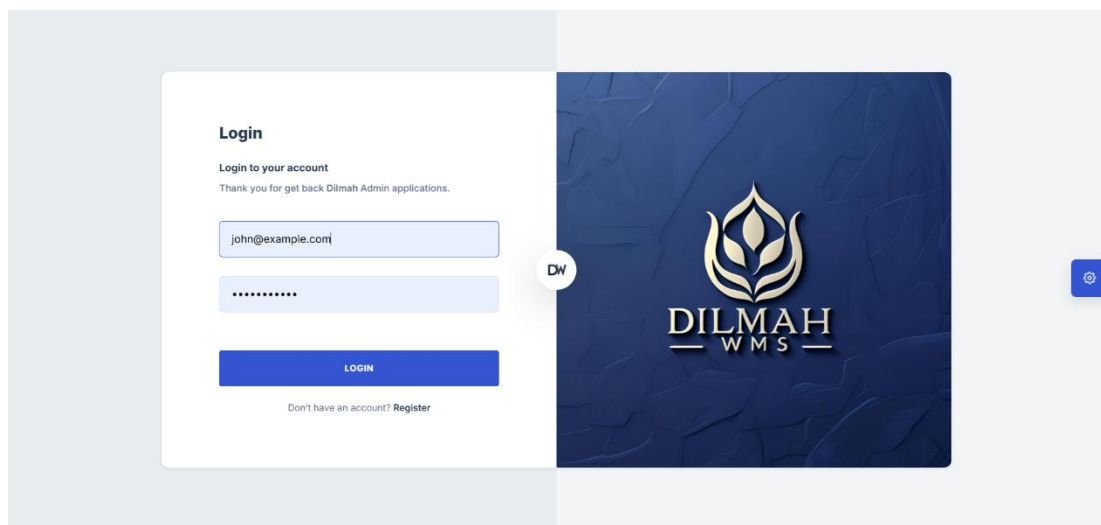 Login
Login to your account
Thank you for get back Dilmah Admin applications.
john@example.com
•••••••••••
LOGIN
Don't have an account? Register
DW
DILMAH
WMS